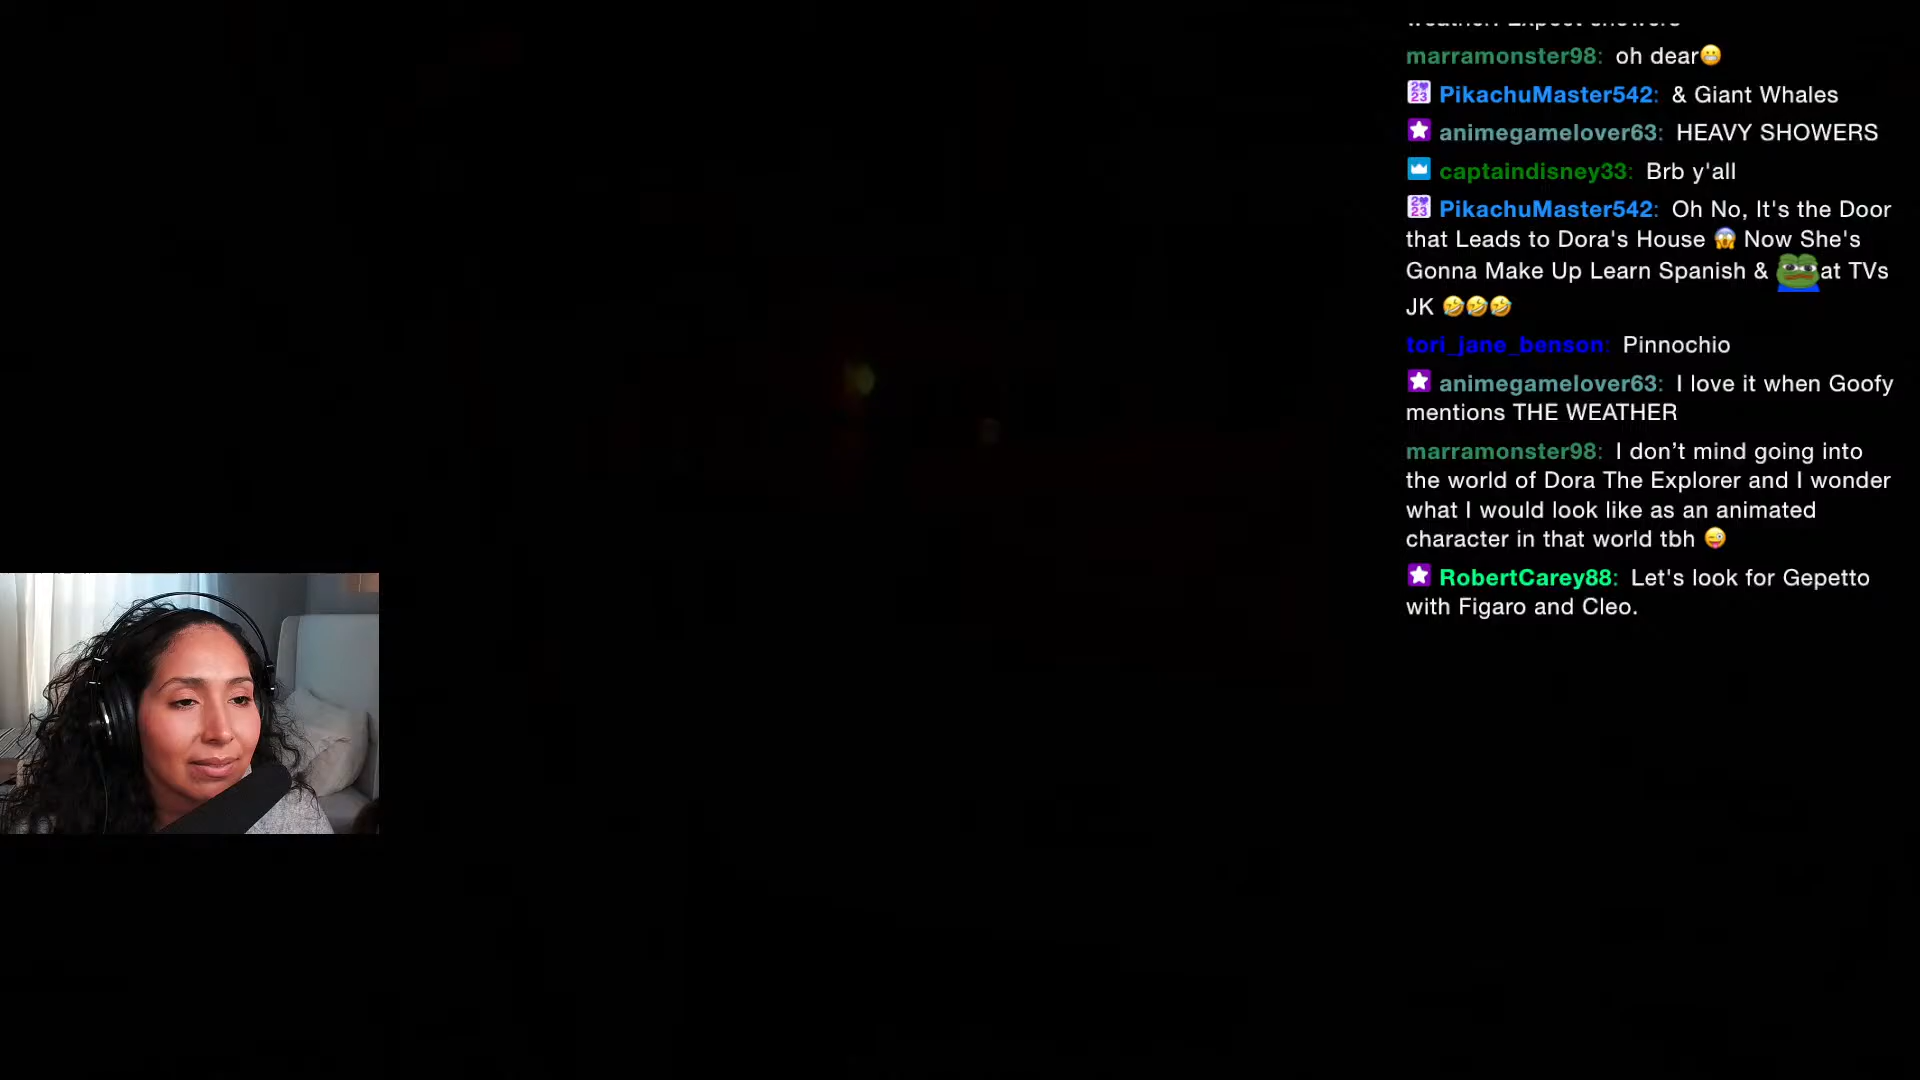 weather! Expect showers
marramonster98: oh dear😬
PikachuMaster542: & Giant Whales
animegamelover63: HEAVY SHOWERS
captaindisney33: Brb y'all
PikachuMaster542: Oh No, It's the Door
that Leads to Dora's House 😱 Now She's
Gonna Make Up Learn Spanish & at TVs
JK 🤣🤣🤣
tori_jane_benson: Pinnochio
animegamelover63: I love it when Goofy
mentions THE WEATHER
marramonster98: I don’t mind going into
the world of Dora The Explorer and I wonder
what I would look like as an animated
character in that world tbh 😜
RobertCarey88: Let's look for Gepetto
with Figaro and Cleo.